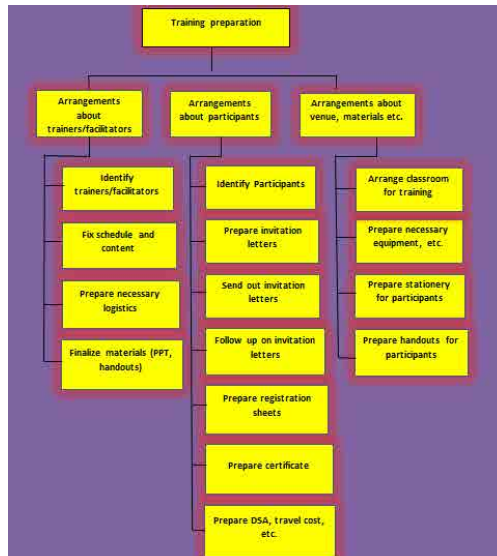 Training preparation
Arrangements
about
trainers/facilitators
Identify
trainers/facilitators
Fix schedule and
content
Prepare necessary
logistics
Finalize materials (PPT,
handouts)
Arrangements
about participants
Identify Participants
Prepare invitation
letters
Send out invitation
letters
Follow up on invitation
letters
Prepare registration
sheets
Prepare certificate
Prepare DSA, travel cost,
etc.
Arrangements about
venue, materials etc.
Arrange classroom
for training
Prepare necessary
equipment, etc.
Prepare stationery for
participants
Prepare handouts for
participants